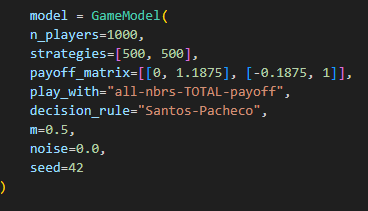 model = GameModel(
n_players=1000,
strategies=[500, 500],
payoff_matrix=[[0, 1.1875], [-0.1875, 1]],
play_with="all-nbrs-TOTAL-payoff",
decision_rule="Santos-Pacheco",
m=0.5,
noise=0.0,
seed=42
)